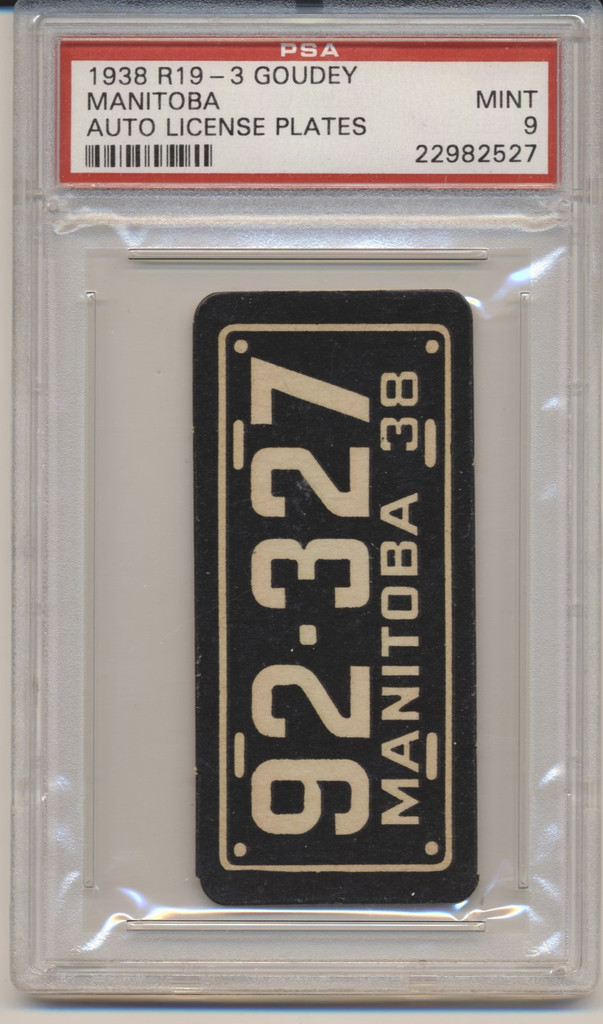 PSA
1938 R19-3 GOUDEY
MANITOBA MINT
AUTO LICENSE PLATES 9
22982527
92·327
MANITOBA 38